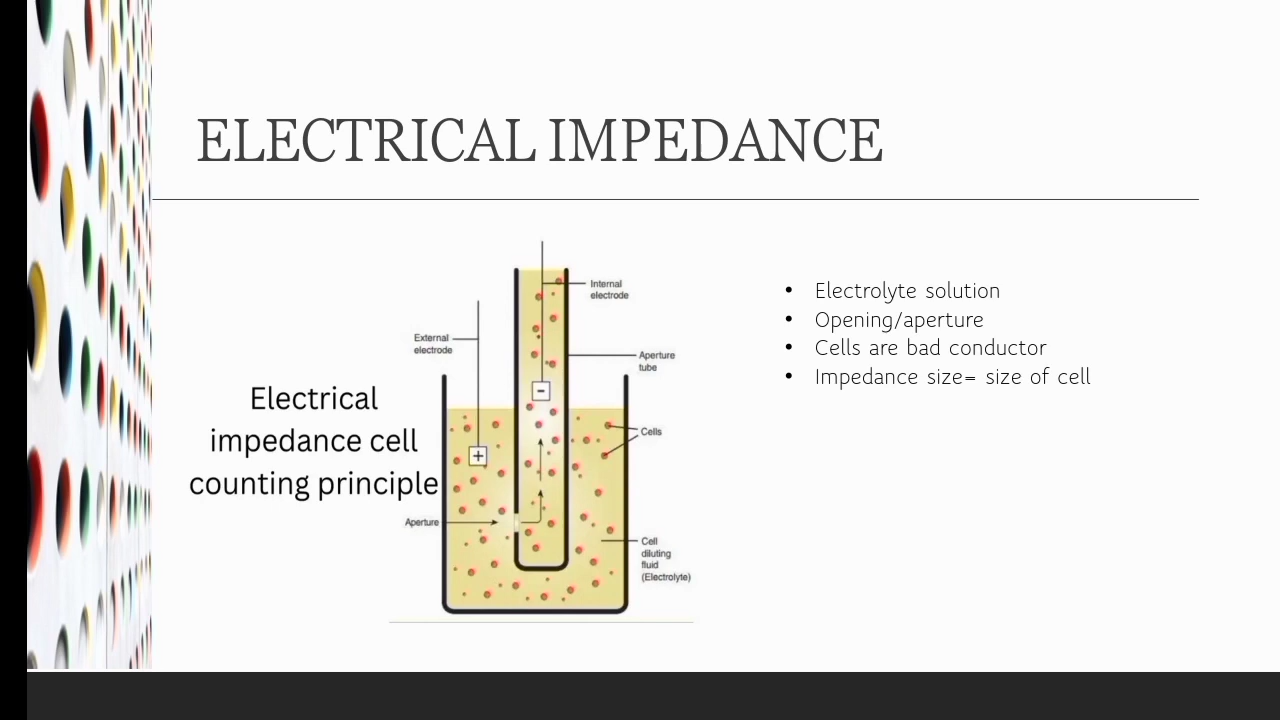 ELECTRICAL IMPEDANCE
Internal
electrode
External
electrode
Aperture
tube
Electrical
impedance cell
counting principle
+
-
Cells
Aperture
Cell
diluting
fluid
(Electrolyte)
• Electrolyte solution
• Opening/aperture
• Cells are bad conductor
• Impedance size= size of cell